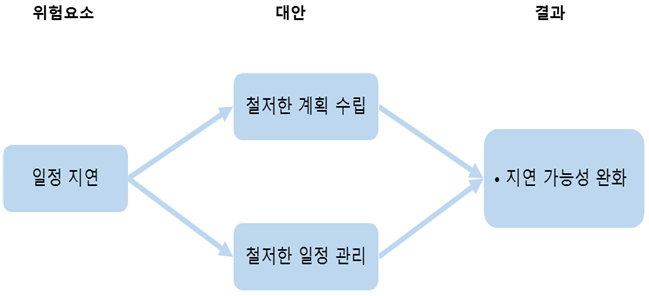 위험요소
대안
결과
철저한 계획 수립
일정 지연
• 지연 가능성 완화
철저한 일정 관리